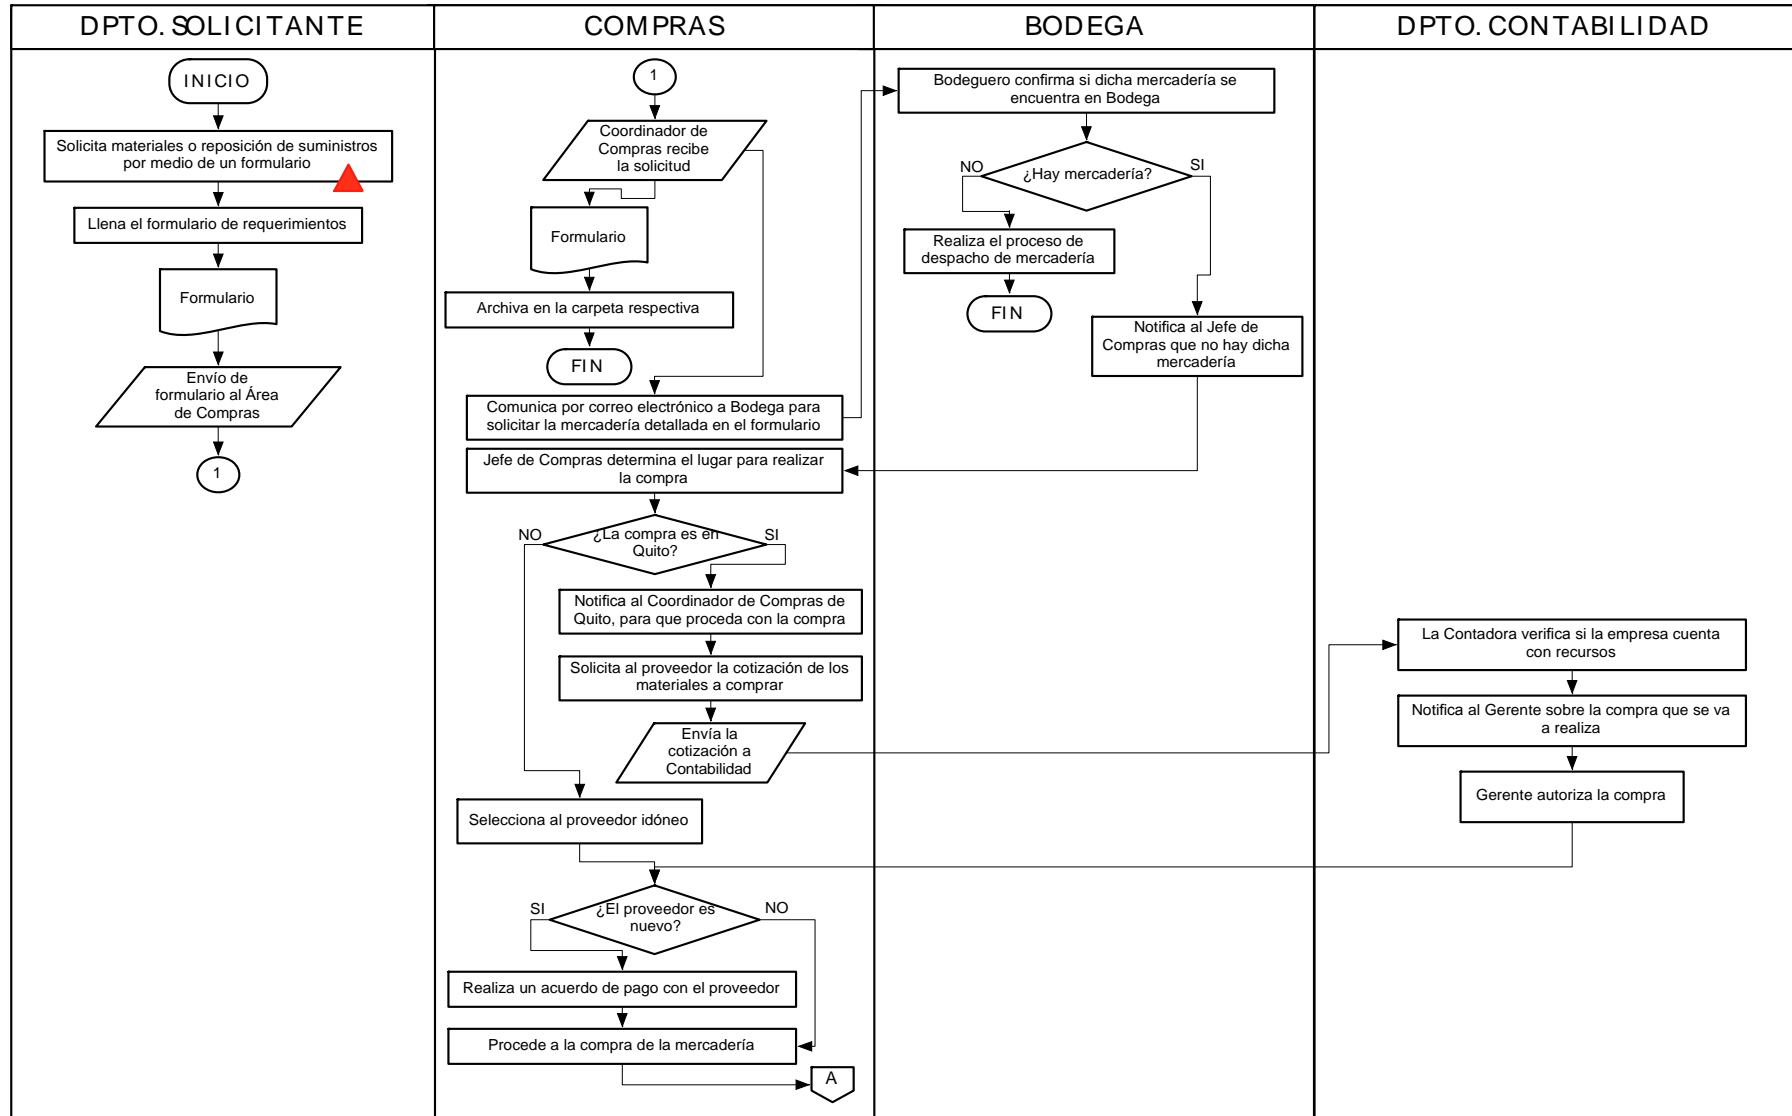 DPTO. SOLICITANTE
COMPRAS
BODEGA
DPTO. CONTABILIDAD
INICIO
Solicita materiales o reposición de suministros
por medio de un formulario
Llena el formulario de requerimientos
Formulario
Envío de
formulario al Área
de Compras
1
1
Coordinador de
Compras recibe
la solicitud
Formulario
Archiva en la carpeta respectiva
FIN
Comunica por correo electrónico a Bodega para
solicitar la mercadería detallada en el formulario
Jefe de Compras determina el lugar para realizar
la compra
NO
¿La compra es en
Quito?
SI
Notifica al Coordinador de Compras de
Quito, para que proceda con la compra
Solicita al proveedor la cotización de los
materiales a comprar
Envía la
cotización a
Contabilidad
Selecciona al proveedor idóneo
SI
¿El proveedor es
nuevo?
NO
Realiza un acuerdo de pago con el proveedor
Procede a la compra de la mercadería
A
Bodeguero confirma si dicha mercadería se
encuentra en Bodega
NO
¿Hay mercadería?
SI
Realiza el proceso de
despacho de mercadería
FIN
Notifica al Jefe de
Compras que no hay dicha
mercadería
La Contadora verifica si la empresa cuenta
con recursos
Notifica al Gerente sobre la compra que se va
a realiza
Gerente autoriza la compra